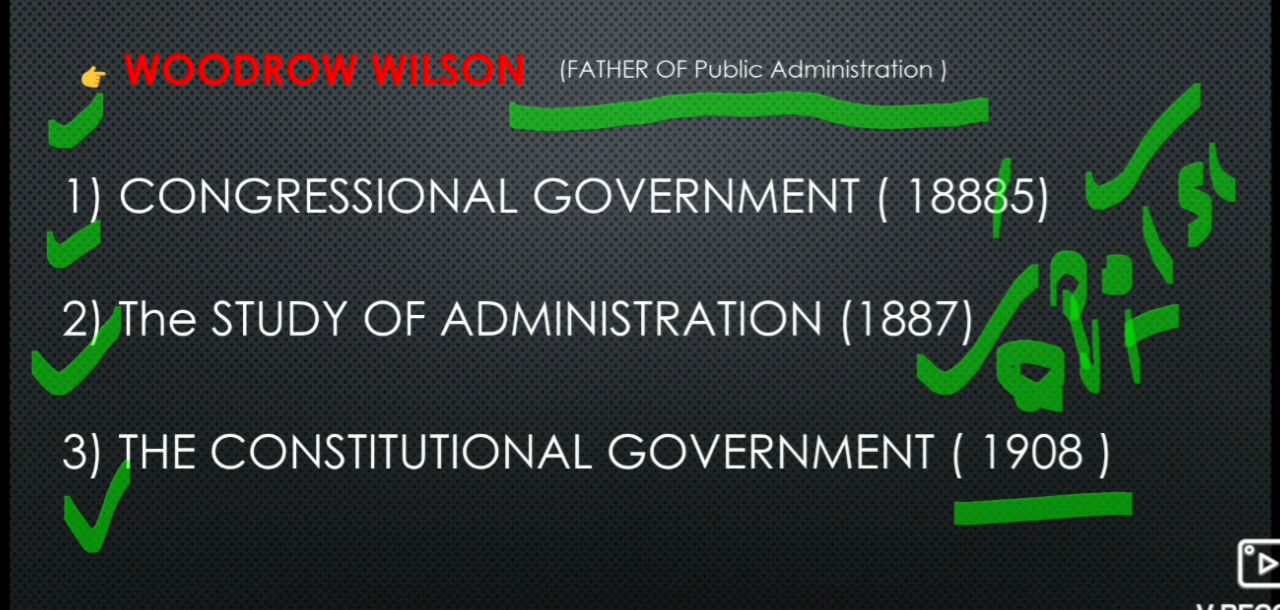 WOODROW WILSON (FATHER OF Public Administration )
1) CONGRESSIONAL GOVERNMENT ( 18885)
2) The STUDY OF ADMINISTRATION (1887)
3) THE CONSTITUTIONAL GOVERNMENT ( 1908 )